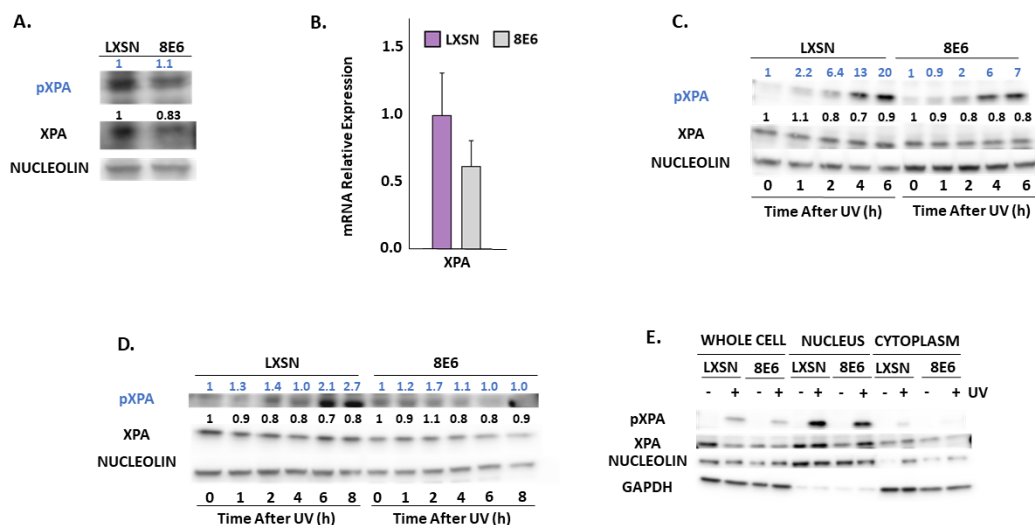 A.
LXSN 8E6
1 1.1
pXPA
1 0.83
XPA
NUCLEOLIN
B.
LXSN 8E6
mRNA Relative Expression
1.5
1.0
0.5
0.0
XPA
C.
LXSN 8E6
1 2.2 6.4 13 20 1 0.9 2 6 7
pXPA
1 1.1 0.8 0.7 0.9 1 0.9 0.8 0.8 0.8
XPA
NUCLEOLIN
0 1 2 4 6 0 1 2 4 6
Time After UV (h) Time After UV (h)
D.
LXSN 8E6
1 1.3 1.4 1.0 2.1 2.7 1 1.2 1.7 1.1 1.0 1.0
pXPA
1 0.9 0.8 0.8 0.7 0.8 1 0.9 1.1 0.8 0.8 0.9
XPA
NUCLEOLIN
0 1 2 4 6 8 0 1 2 4 6 8
Time After UV (h) Time After UV (h)
E.
WHOLE CELL NUCLEUS CYTOPLASM
LXSN 8E6 LXSN 8E6 LXSN 8E6
- + - + - + - + - + - + UV
pXPA
XPA
NUCLEOLIN
GAPDH